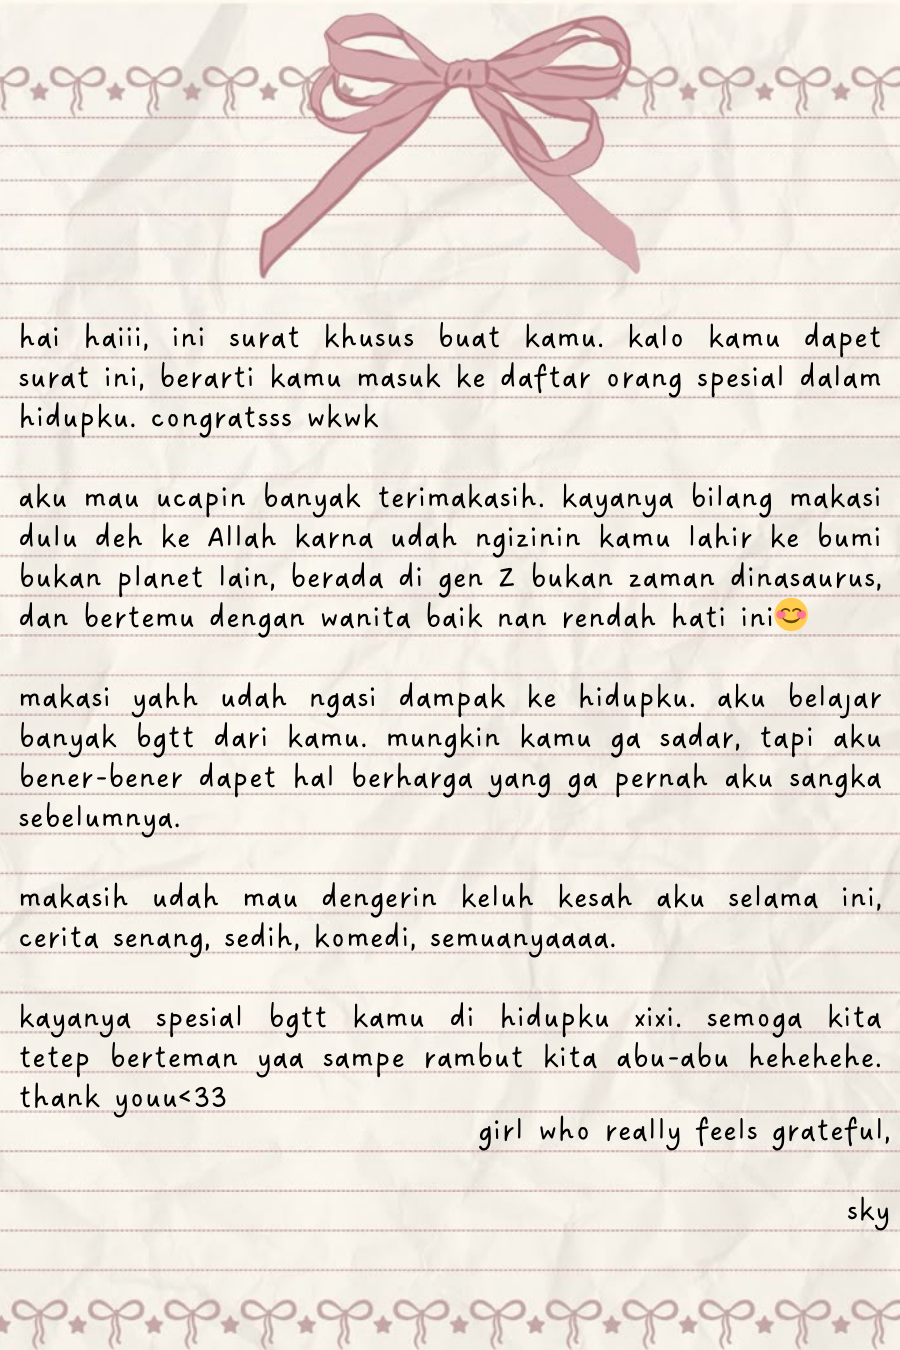 hai haiii, ini surat khusus buat kamu. kalo kamu dapet
surat ini, berarti kamu masuk ke daftar orang spesial dalam
hidupku. congratsss wkwk
aku mau ucapin banyak terimakasih. kayanya bilang makasi
dulu deh ke Allah karna udah ngizinin kamu lahir ke bumi
bukan planet lain, berada di gen Z bukan zaman dinasaurus,
dan bertemu dengan wanita baik nan rendah hati ini😊
makasi yahh udah ngasi dampak ke hidupku. aku belajar
banyak bgtt dari kamu. mungkin kamu ga sadar, tapi aku
bener-bener dapet hal berharga yang ga pernah aku sangka
sebelumnya.
makasih udah mau dengerin keluh kesah aku selama ini,
cerita senang, sedih, komedi, semuanyaaaa.
kayanya spesial bgtt kamu di hidupku xixi. semoga kita
tetep berteman yaa sampe rambut kita abu-abu hehehehe.
thank youu<33
girl who really feels grateful,
sky